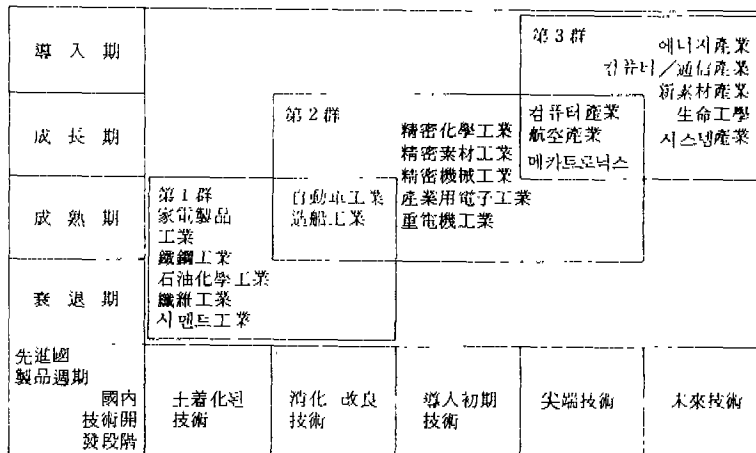 導入期
成長期
成熟期
衰退期
第1群
家電製品
工業
鐵鋼工業
石油化學工業
纖維工業
시멘트工業
第2群
自動車工業
造船工業
精密化學工業
精密素材工業
精密機械工業
産業用電子工業
重電機工業
第3群
에너지産業
컴퓨터/通信産業
新素材産業
生命工學
시스템産業
컴퓨터産業
航空産業
메카트로닉스
先進國
製品週期
國內
技術開
發段階
土着化된
技術
消化 改良
技術
導入初期
技術
尖端技術
未來技術